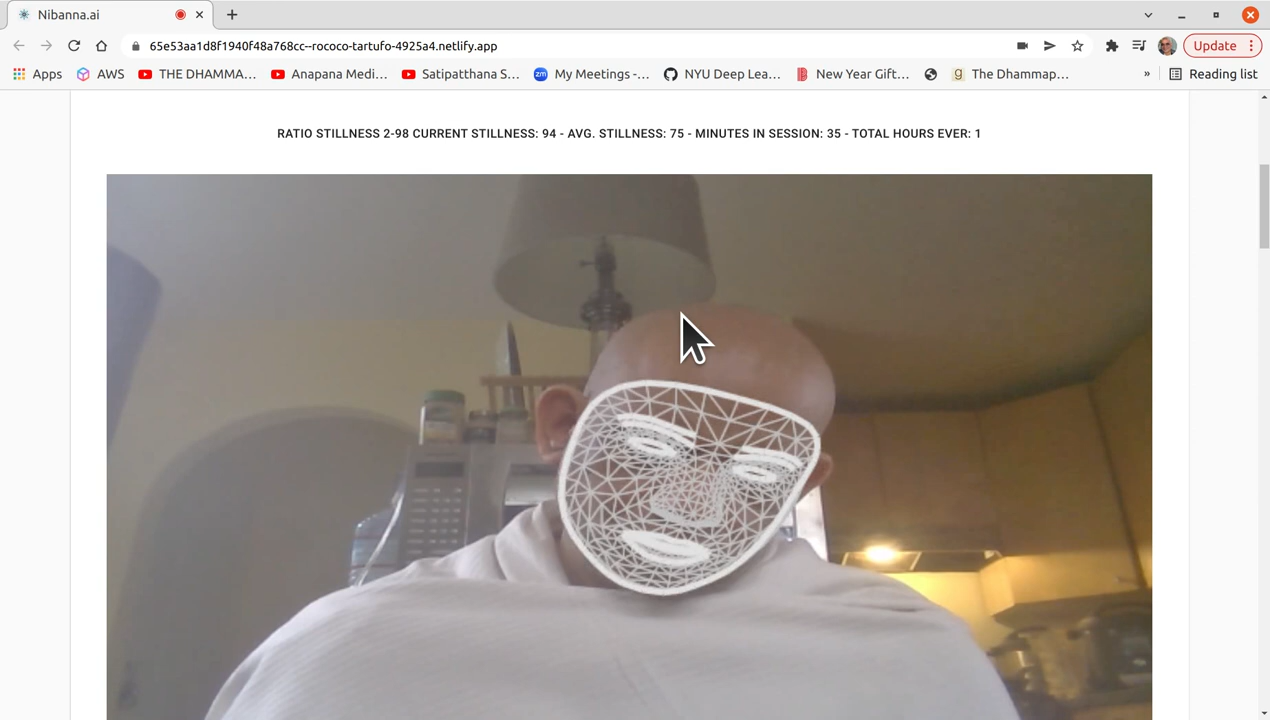 Nibanna.ai
65e53aa1d8f1940f48a768cc--rococo-tartufo-4925a4.netlify.app
Update
Apps
AWS
THE DHAMMA...
Anapana Medi...
Satipatthana S...
zm
My Meetings -...
NYU Deep Lea...
New Year Gift...
g
The Dhammap...
»
Reading list
RATIO STILLNESS 2-98 CURRENT STILLNESS: 94 - AVG. STILLNESS: 75 - MINUTES IN SESSION: 35 - TOTAL HOURS EVER: 1